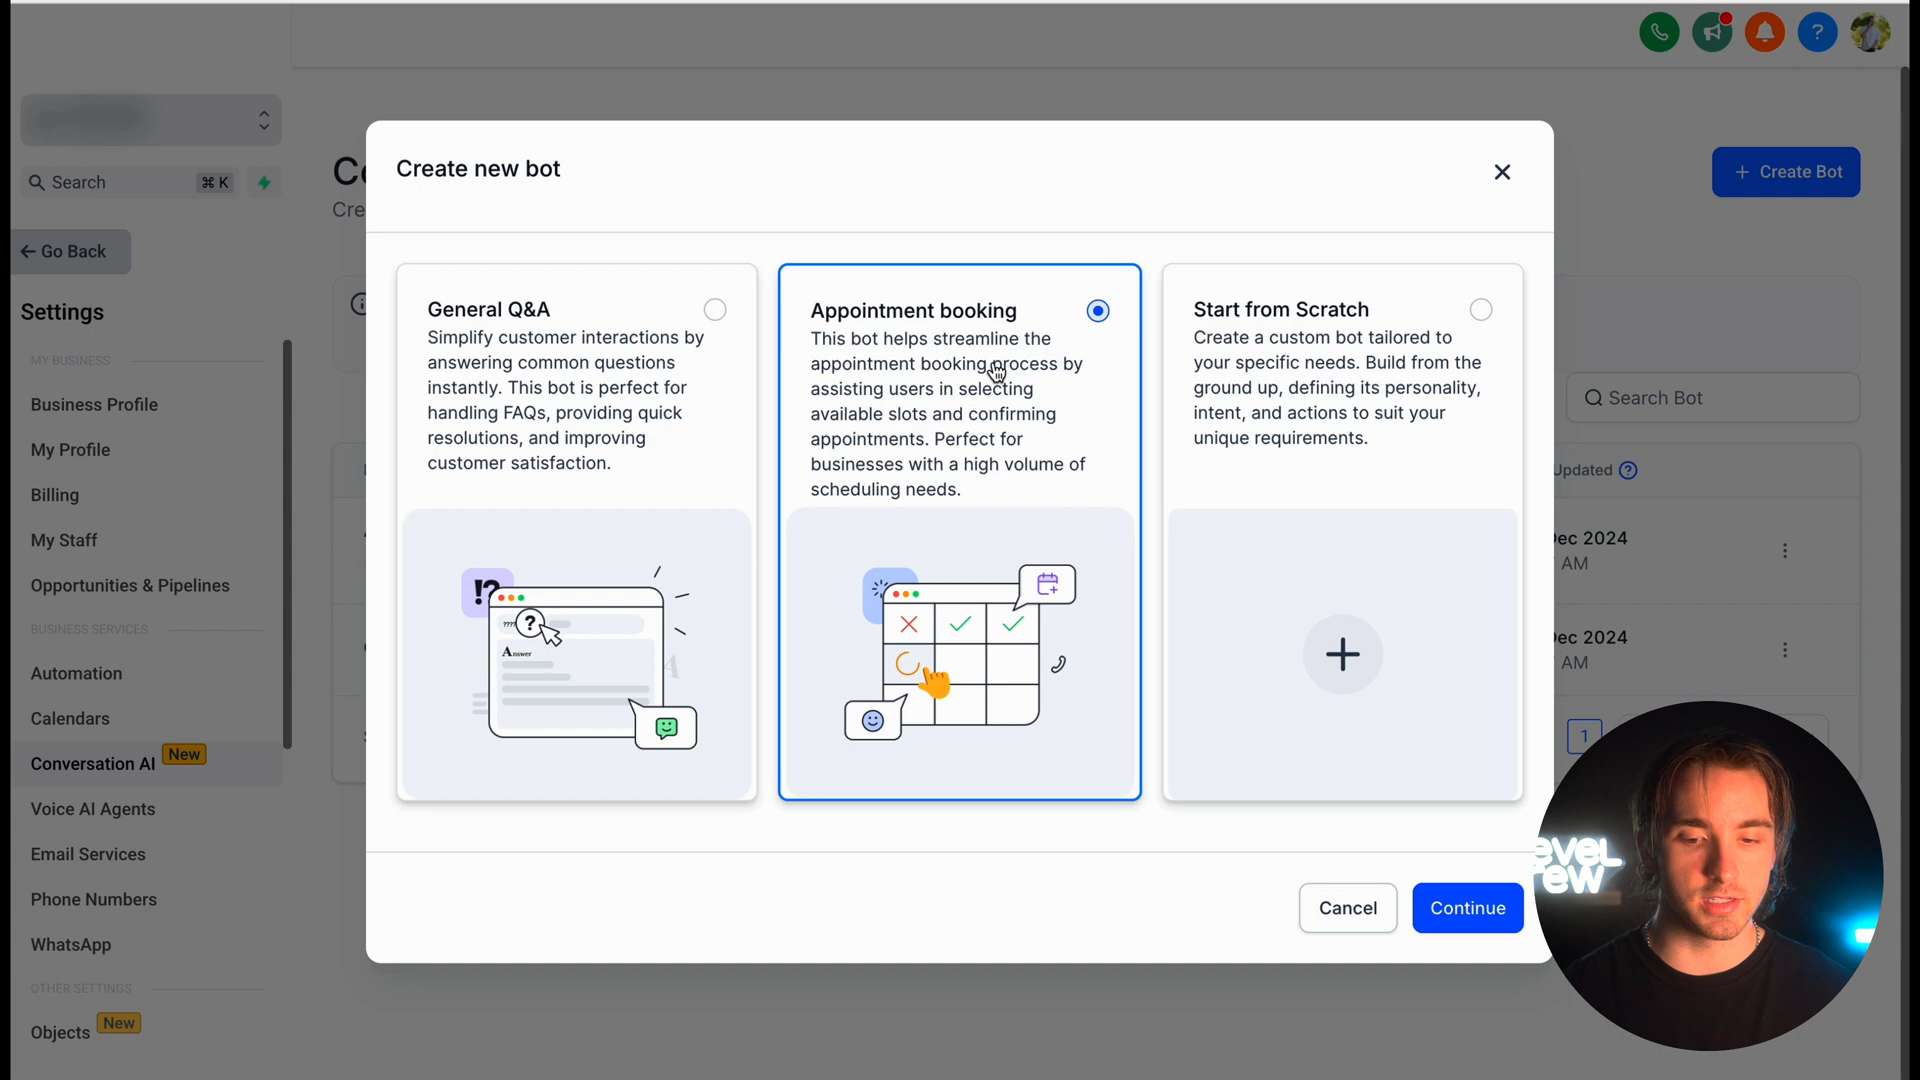 Search
⌘ K
Go Back
Settings
MY BUSINESS
Business Profile
My Profile
Billing
My Staff
Opportunities & Pipelines
BUSINESS SERVICES
Automation
Calendars
Conversation AI
New
Voice AI Agents
Email Services
Phone Numbers
WhatsApp
OTHER SETTINGS
Objects
New
Cre
+ Create Bot
Search Bot
Updated
Dec 2024
AM
Dec 2024
AM
1
Create new bot
General Q&A
Simplify customer interactions by
answering common questions
instantly. This bot is perfect for
handling FAQs, providing quick
resolutions, and improving
customer satisfaction.
!?
????
?
Answer
Appointment booking
This bot helps streamline the
appointment booking process by
assisting users in selecting
available slots and confirming
appointments. Perfect for
businesses with a high volume of
scheduling needs.
Start from Scratch
Create a custom bot tailored to
your specific needs. Build from the
ground up, defining its personality,
intent, and actions to suit your
unique requirements.
Cancel
Continue